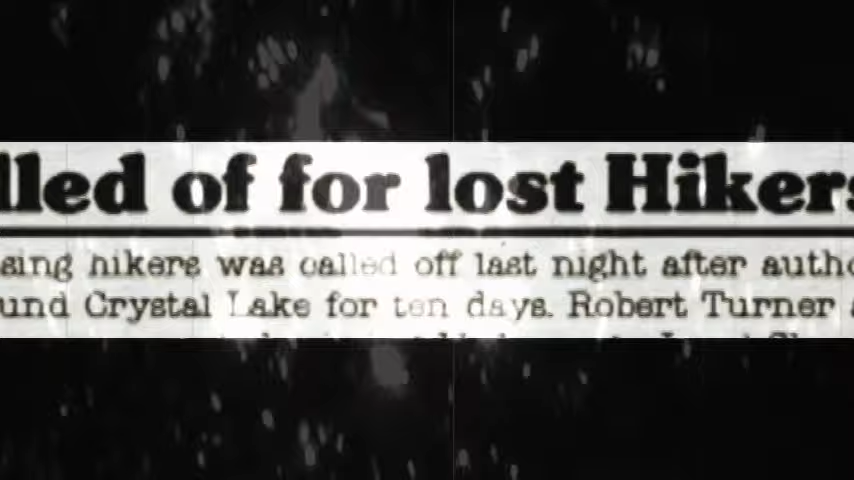 lled of for lost Hikers
sing hikers was called off last night after autho
und Crystal Lake for ten days. Robert Turner